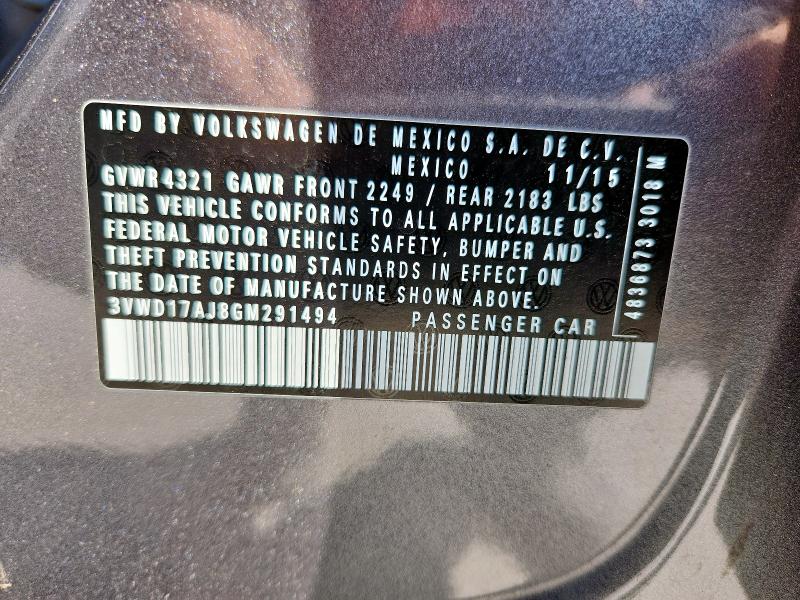 MFD BY VOLKSWAGEN DE MEXICO S.A. DE C.V.
MEXICO 11/15
GVWR 4321 GAWR FRONT 2249 / REAR 2183 LBS
THIS VEHICLE CONFORMS TO ALL APPLICABLE U.S.
FEDERAL MOTOR VEHICLE SAFETY, BUMPER AND
THEFT PREVENTION STANDARDS IN EFFECT ON
THE DATE OF MANUFACTURE SHOWN ABOVE.
3VWD17AJ8GM291494 PASSENGER CAR
4836873 3018 M